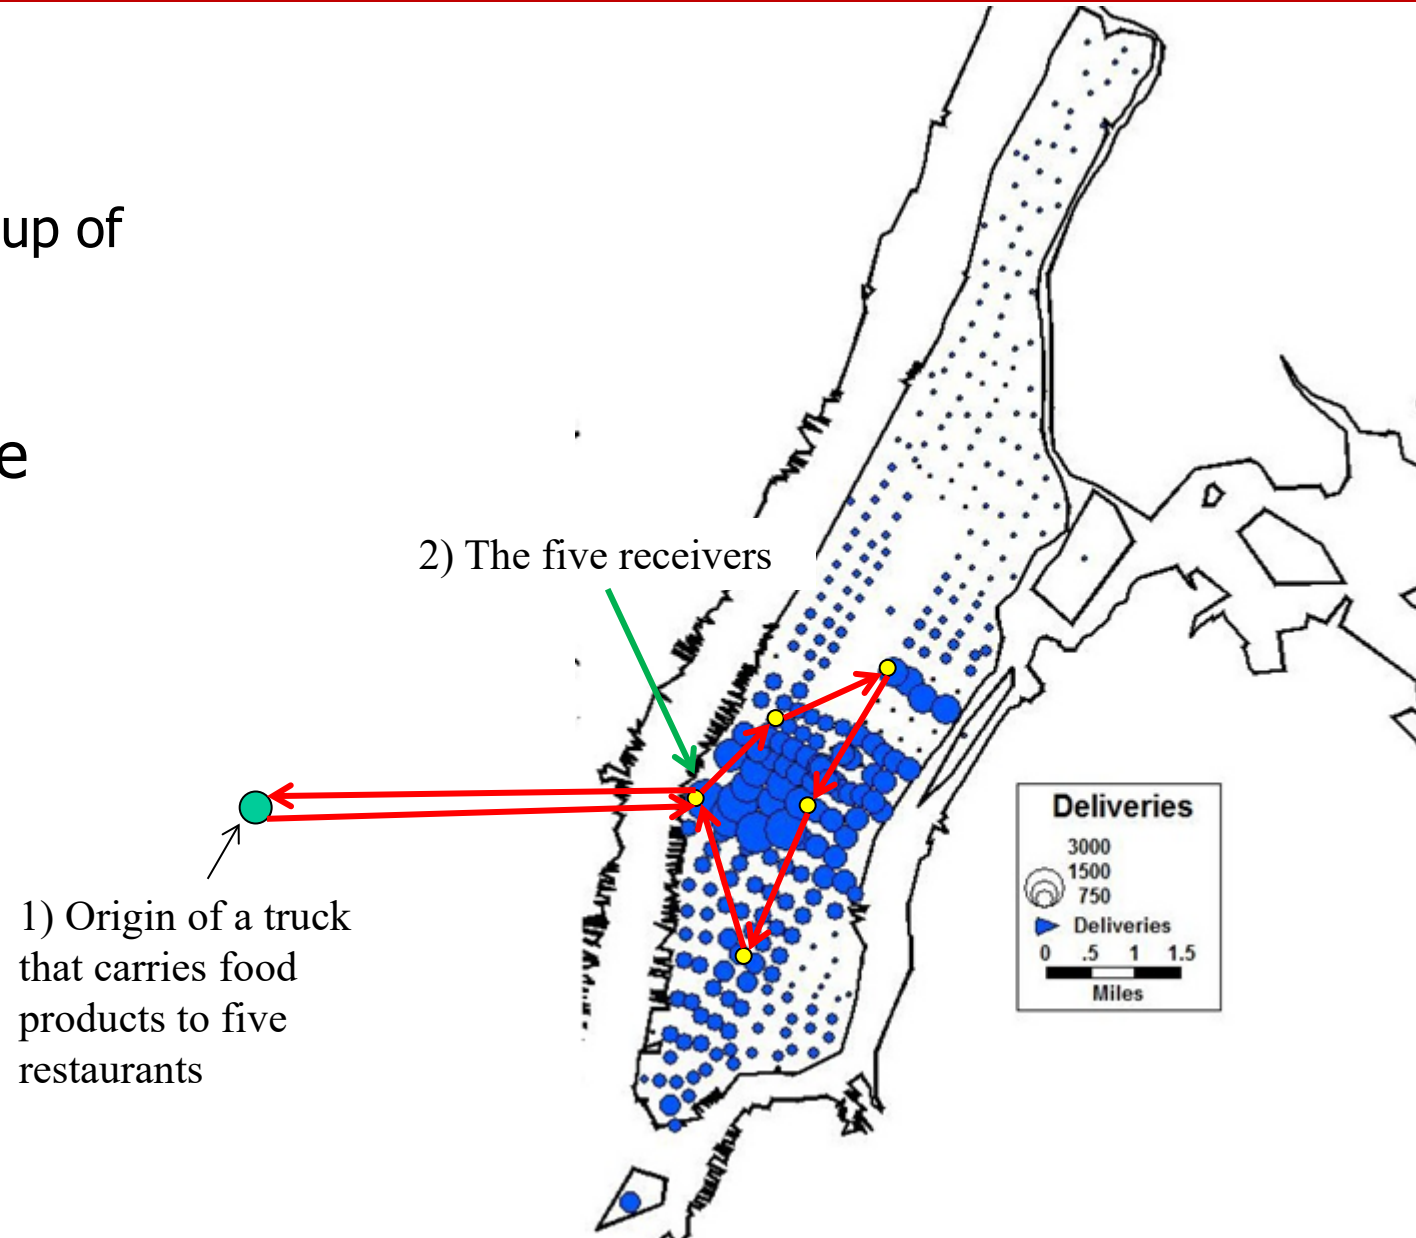 up of
e
2) The five receivers
1) Origin of a truck
that carries food
products to five
restaurants
Deliveries
3000
1500
750
Deliveries
0 .5 1 1.5
Miles